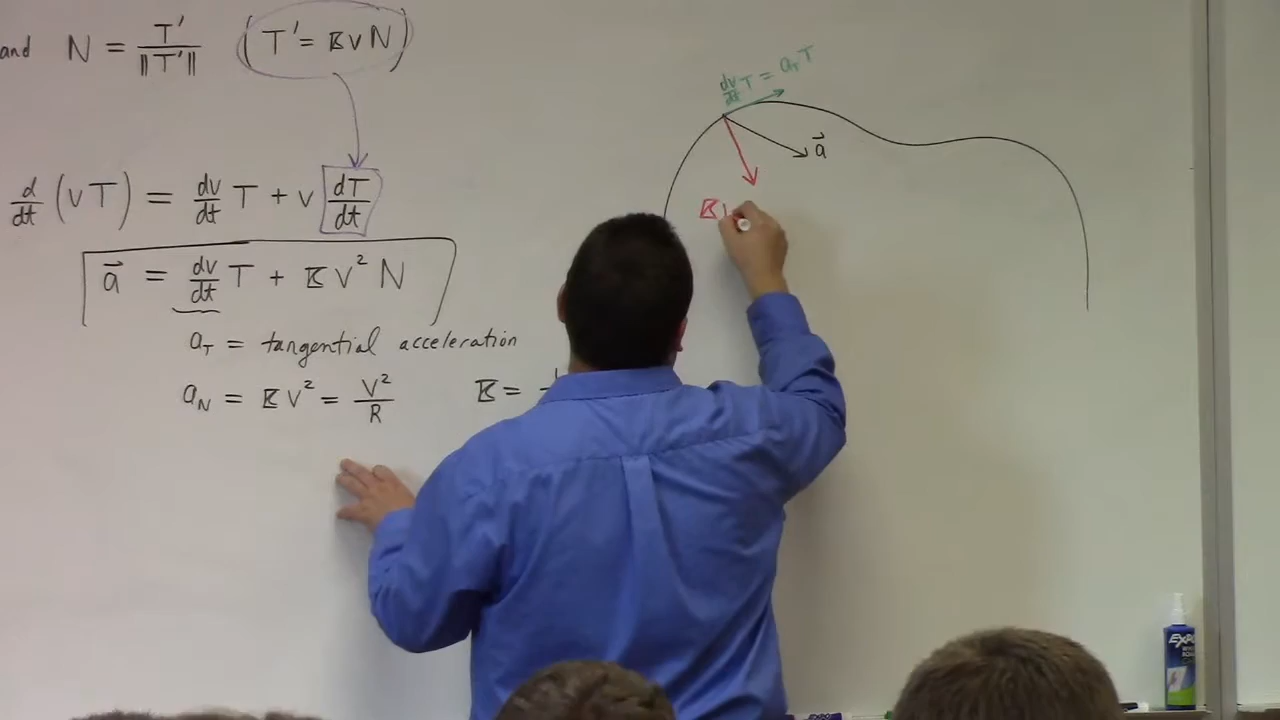 and N = T' / ||T'|| (T' = κvN)
d/dt (vT) = dv/dt T + v dT/dt
a⃗ = dv/dt T + κv² N
a_T = tangential acceleration
a_N = κv² = v²/R κ =
dv/dt T = a_T T
a⃗
κ
EXPO
EXPO